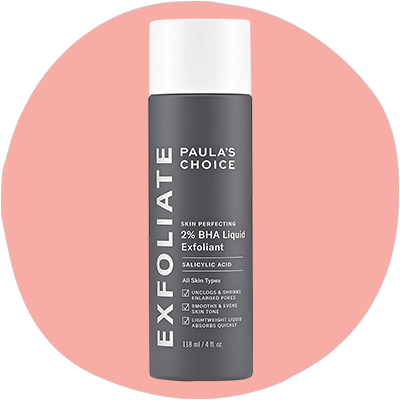 EXFOLIATE
PAULA'S
CHOICE
SKIN PERFECTING
2% BHA Liquid
Exfoliant
SALICYLIC ACID
All Skin Types
UNCLOGS & SHRINKS
ENLARGED PORES
SMOOTHS & EVENS
SKIN TONE
LIGHTWEIGHT LIQUID
ABSORBS QUICKLY
118 ml / 4 fl. oz.